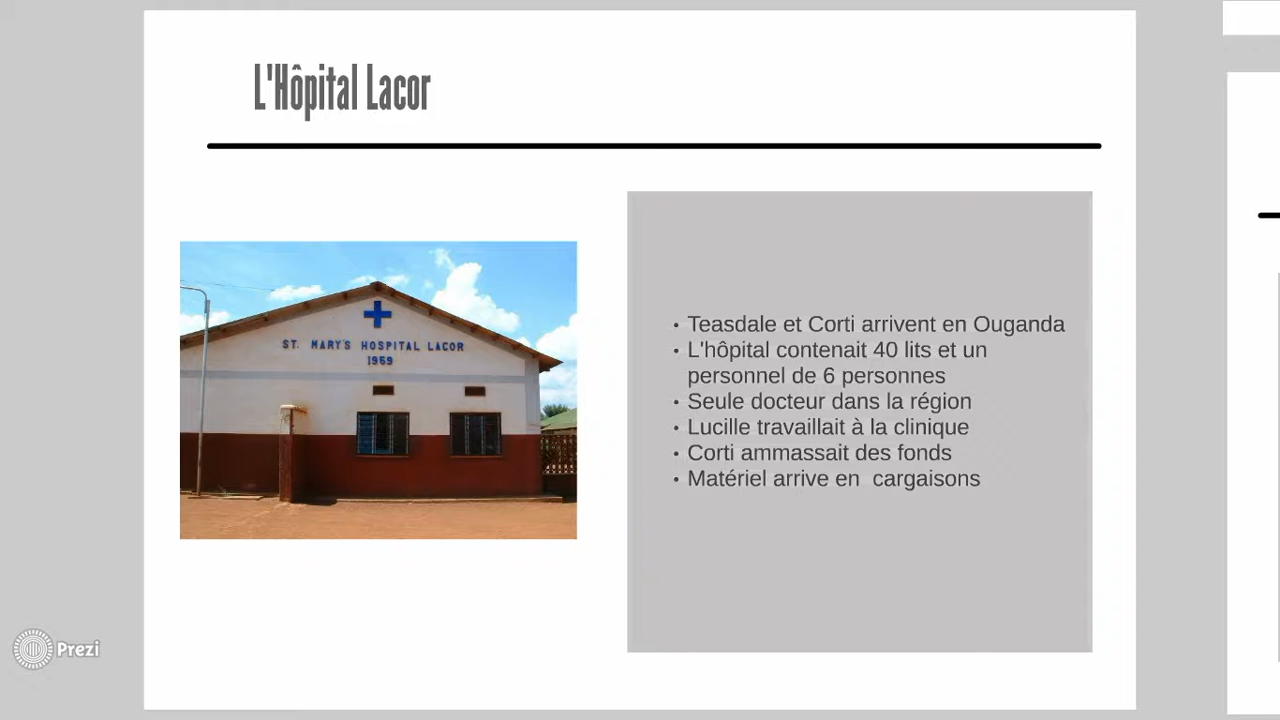 L'Hôpital Lacor
ST. MARY'S HOSPITAL LACOR
1959
• Teasdale et Corti arrivent en Ouganda
• L'hôpital contenait 40 lits et un
personnel de 6 personnes
• Seule docteur dans la région
• Lucille travaillait à la clinique
• Corti ammassait des fonds
• Matériel arrive en cargaisons
Prezi